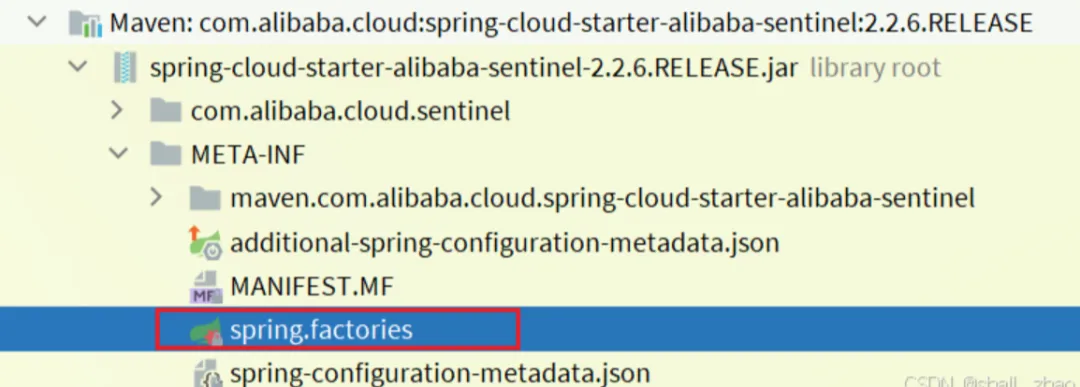 Maven: com.alibaba.cloud:spring-cloud-starter-alibaba-sentinel:2.2.6.RELEASE
spring-cloud-starter-alibaba-sentinel-2.2.6.RELEASE.jar library root
com.alibaba.cloud.sentinel
META-INF
maven.com.alibaba.cloud.spring-cloud-starter-alibaba-sentinel
additional-spring-configuration-metadata.json
MF MANIFEST.MF
spring.factories
spring-configuration-metadata.json
CSDN @shall_zhao